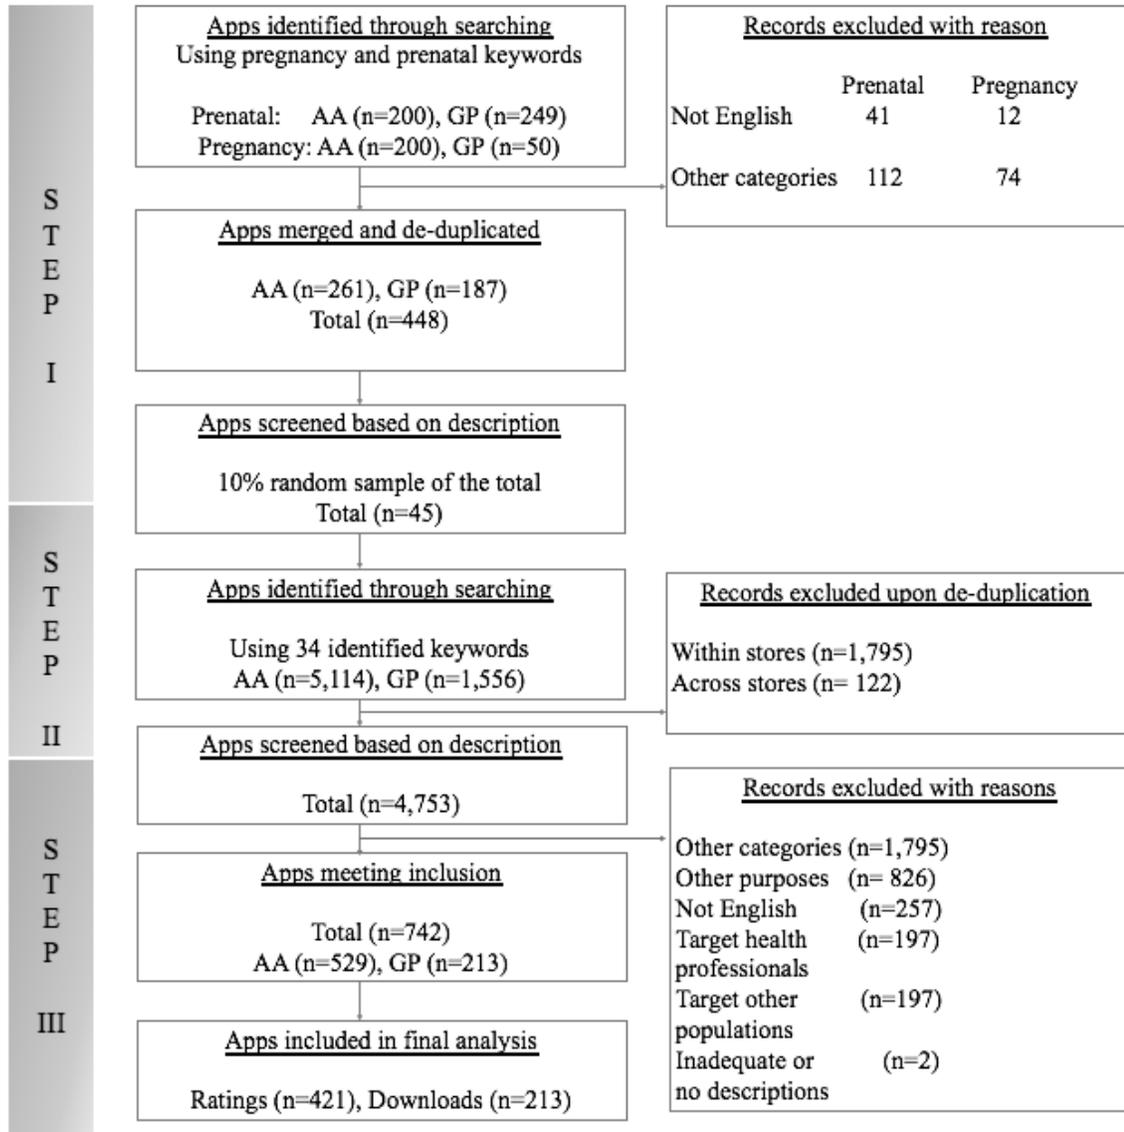 STEP I
Apps identified through searching
Using pregnancy and prenatal keywords
Prenatal: AA (n=200), GP (n=249)
Pregnancy: AA (n=200), GP (n=50)
Records excluded with reason
Prenatal Pregnancy
Not English 41 12
Other categories 112 74
Apps merged and de-duplicated
AA (n=261), GP (n=187)
Total (n=448)
Apps screened based on description
10% random sample of the total
Total (n=45)
STEP II
Apps identified through searching
Using 34 identified keywords
AA (n=5,114), GP (n=1,556)
Records excluded upon de-duplication
Within stores (n=1,795)
Across stores (n= 122)
Apps screened based on description
Total (n=4,753)
STEP III
Records excluded with reasons
Other categories (n=1,795)
Other purposes (n= 826)
Not English (n=257)
Target health (n=197)
professionals
Target other (n=197)
populations
Inadequate or (n=2)
no descriptions
Apps meeting inclusion
Total (n=742)
AA (n=529), GP (n=213)
Apps included in final analysis
Ratings (n=421), Downloads (n=213)